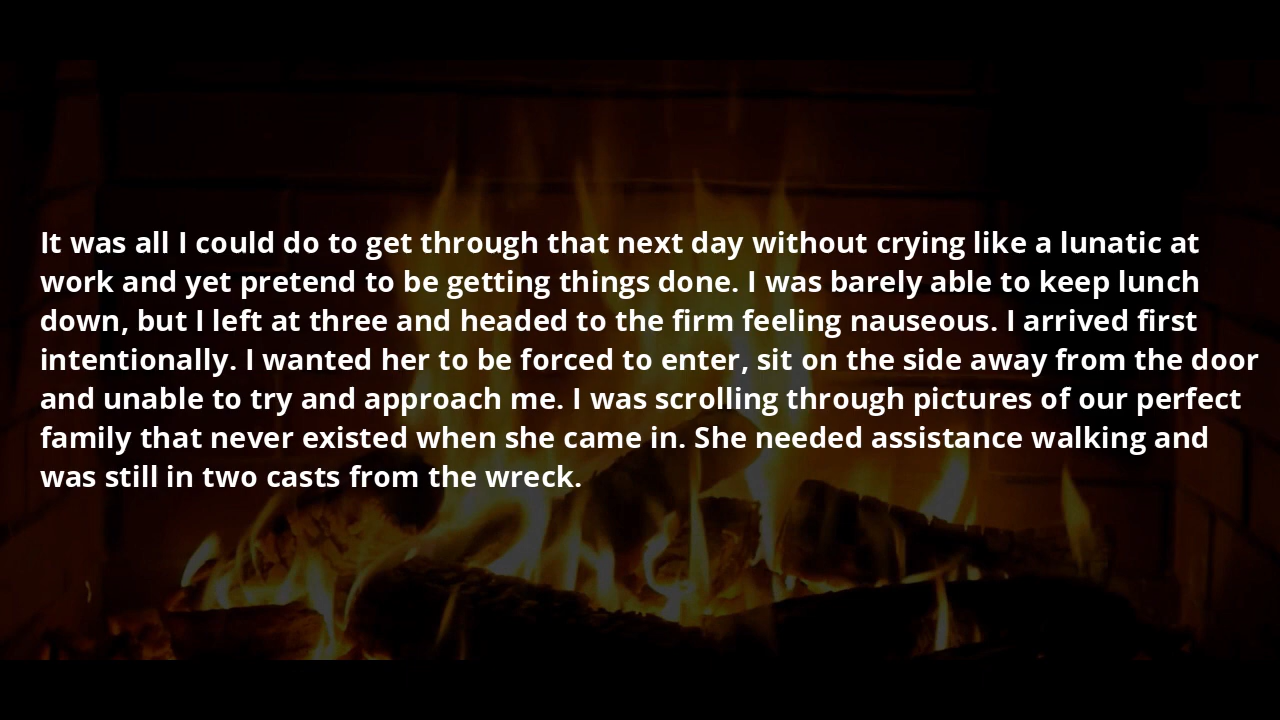 It was all I could do to get through that next day without crying like a lunatic at
work and yet pretend to be getting things done. I was barely able to keep lunch
down, but I left at three and headed to the firm feeling nauseous. I arrived first
intentionally. I wanted her to be forced to enter, sit on the side away from the door
and unable to try and approach me. I was scrolling through pictures of our perfect
family that never existed when she came in. She needed assistance walking and
was still in two casts from the wreck.